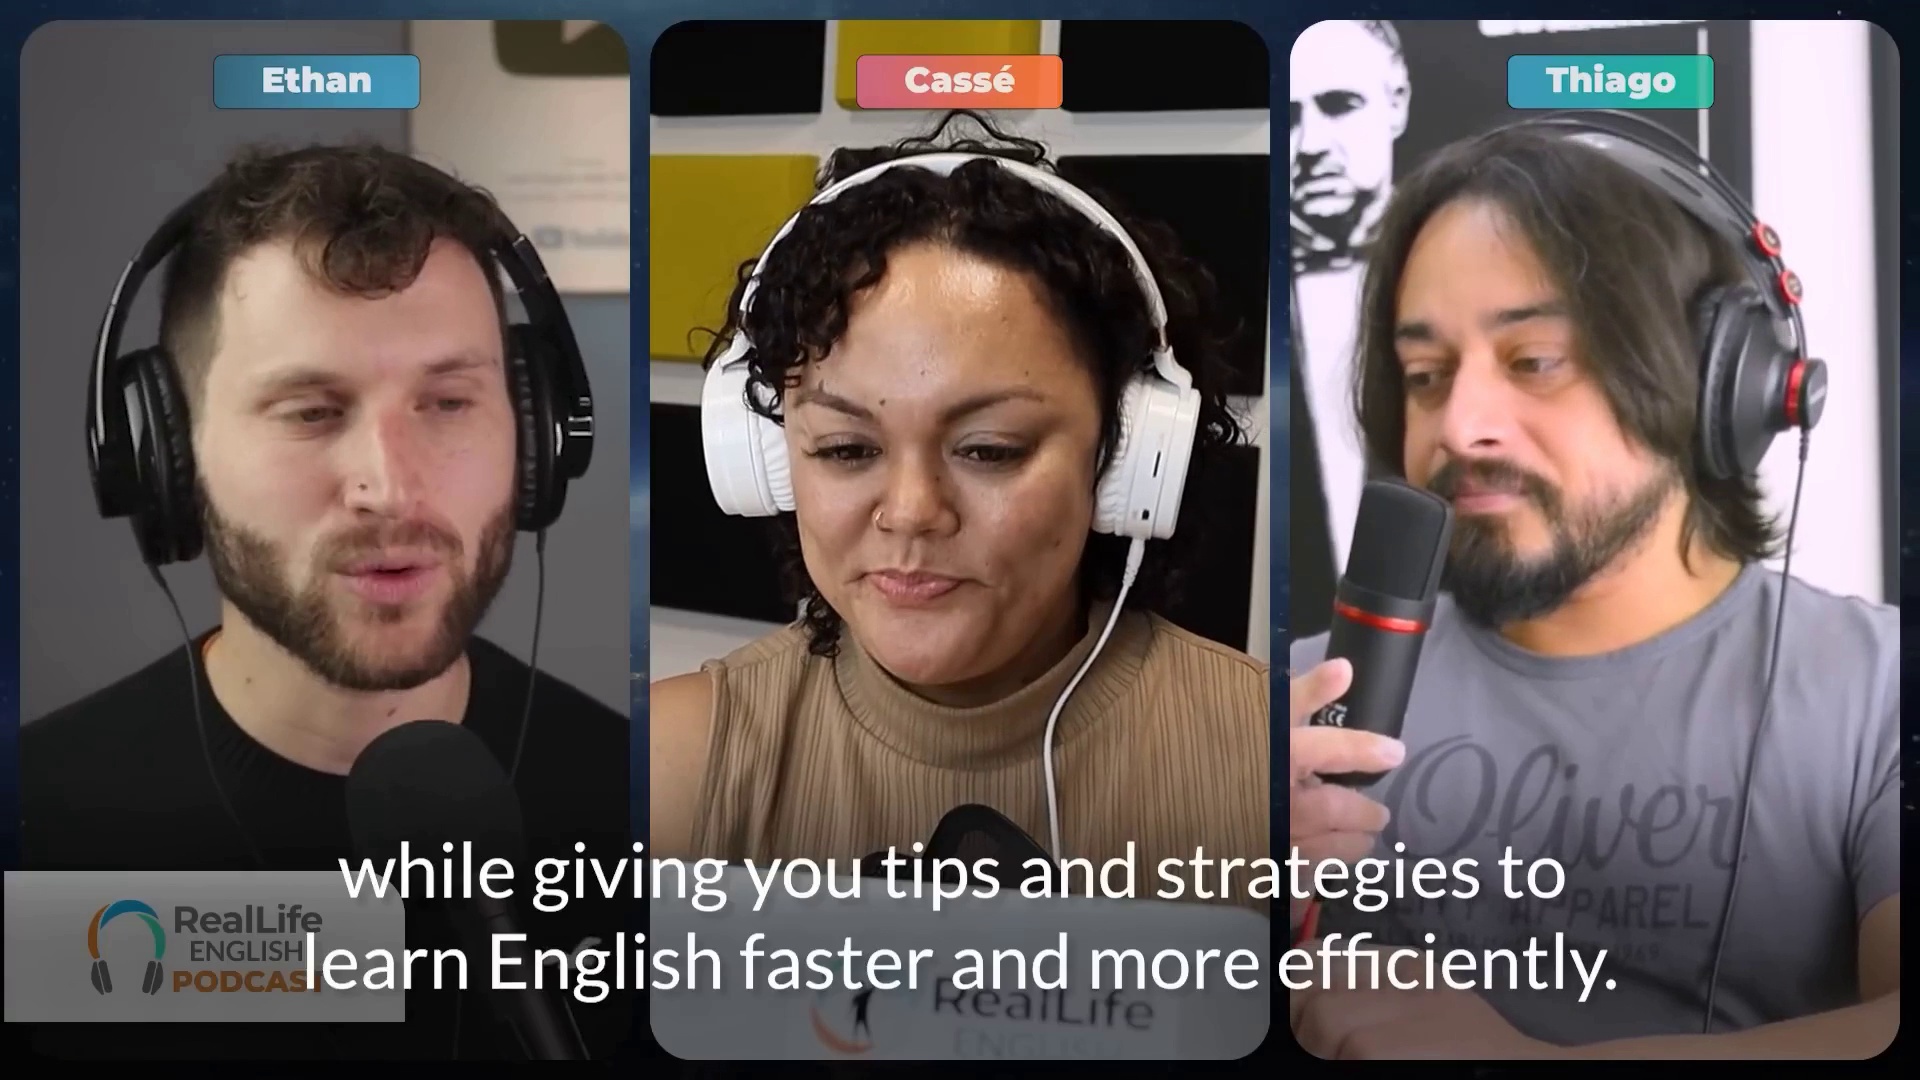 Ethan
Cassé
Thiago
Oliver
APPAREL
while giving you tips and strategies to
learn English faster and more efficiently.
RealLife
ENGLISH
PODCAST
RealLife
ENGLISH